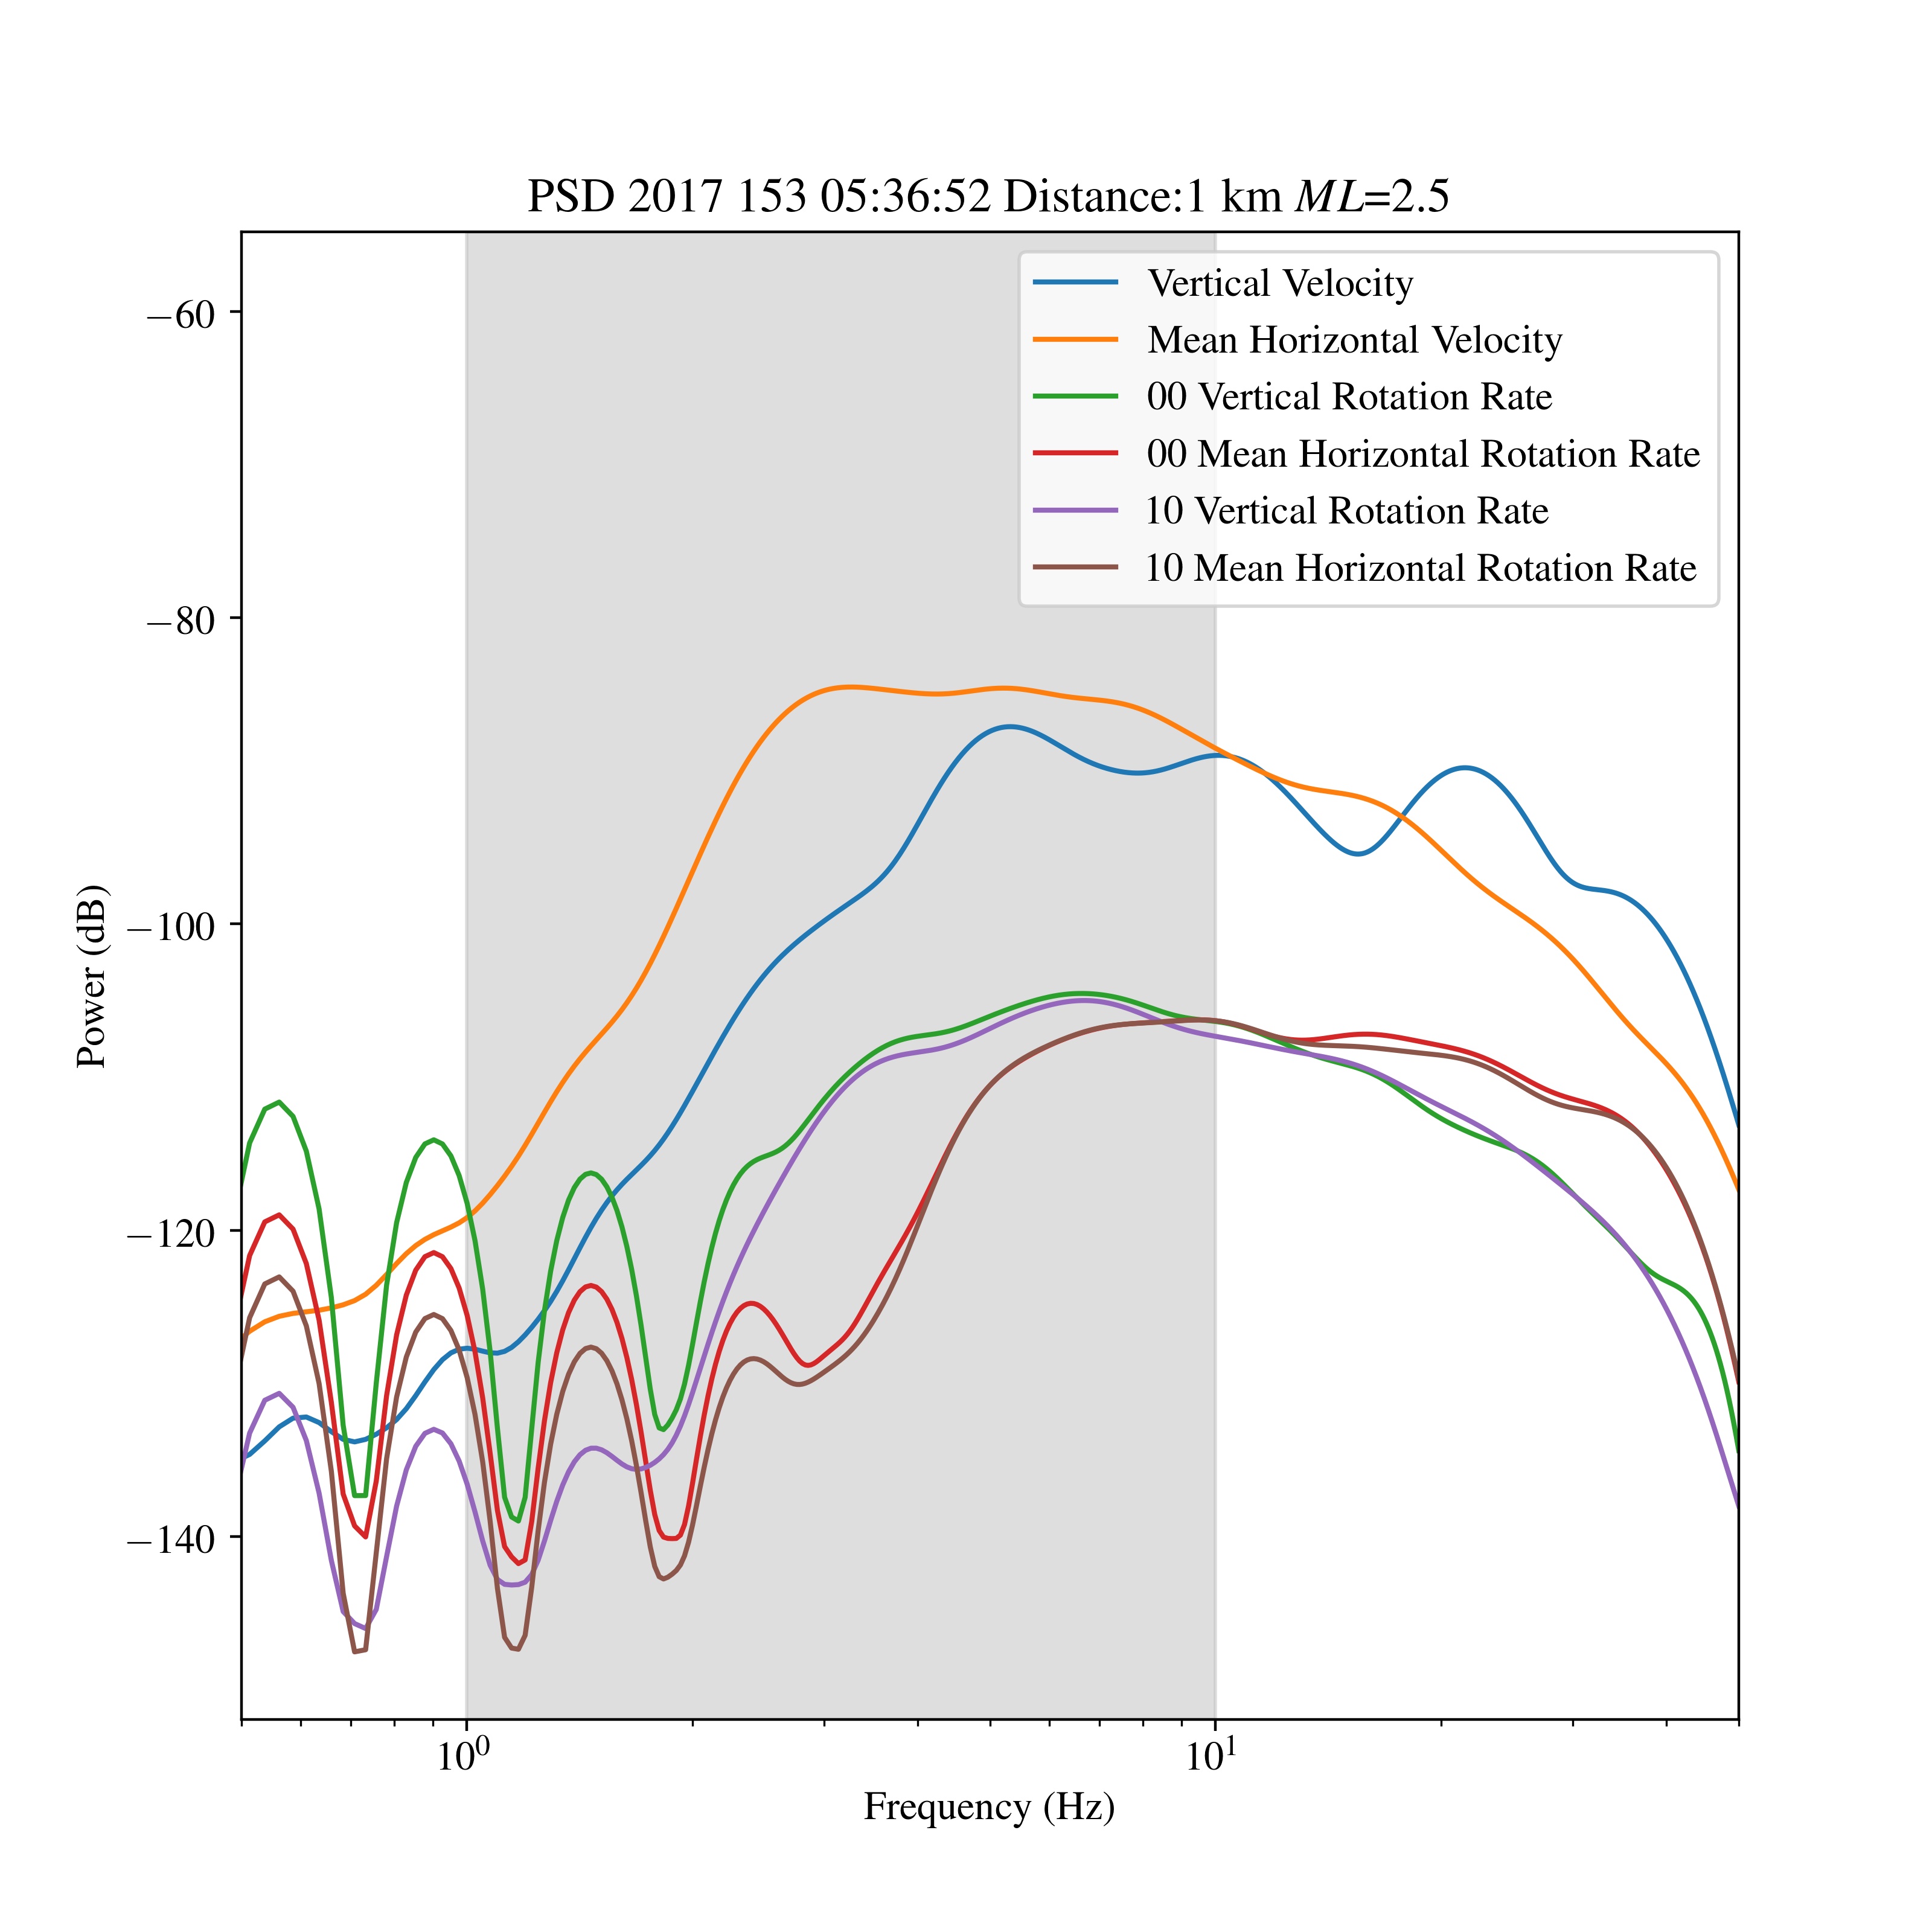 PSD 2017 153 05:36:52 Distance:1 km ML=2.5
Vertical Velocity
Mean Horizontal Velocity
00 Vertical Rotation Rate
00 Mean Horizontal Rotation Rate
10 Vertical Rotation Rate
10 Mean Horizontal Rotation Rate
−60
−80
−100
−120
−140
Power (dB)
10⁰
10¹
Frequency (Hz)